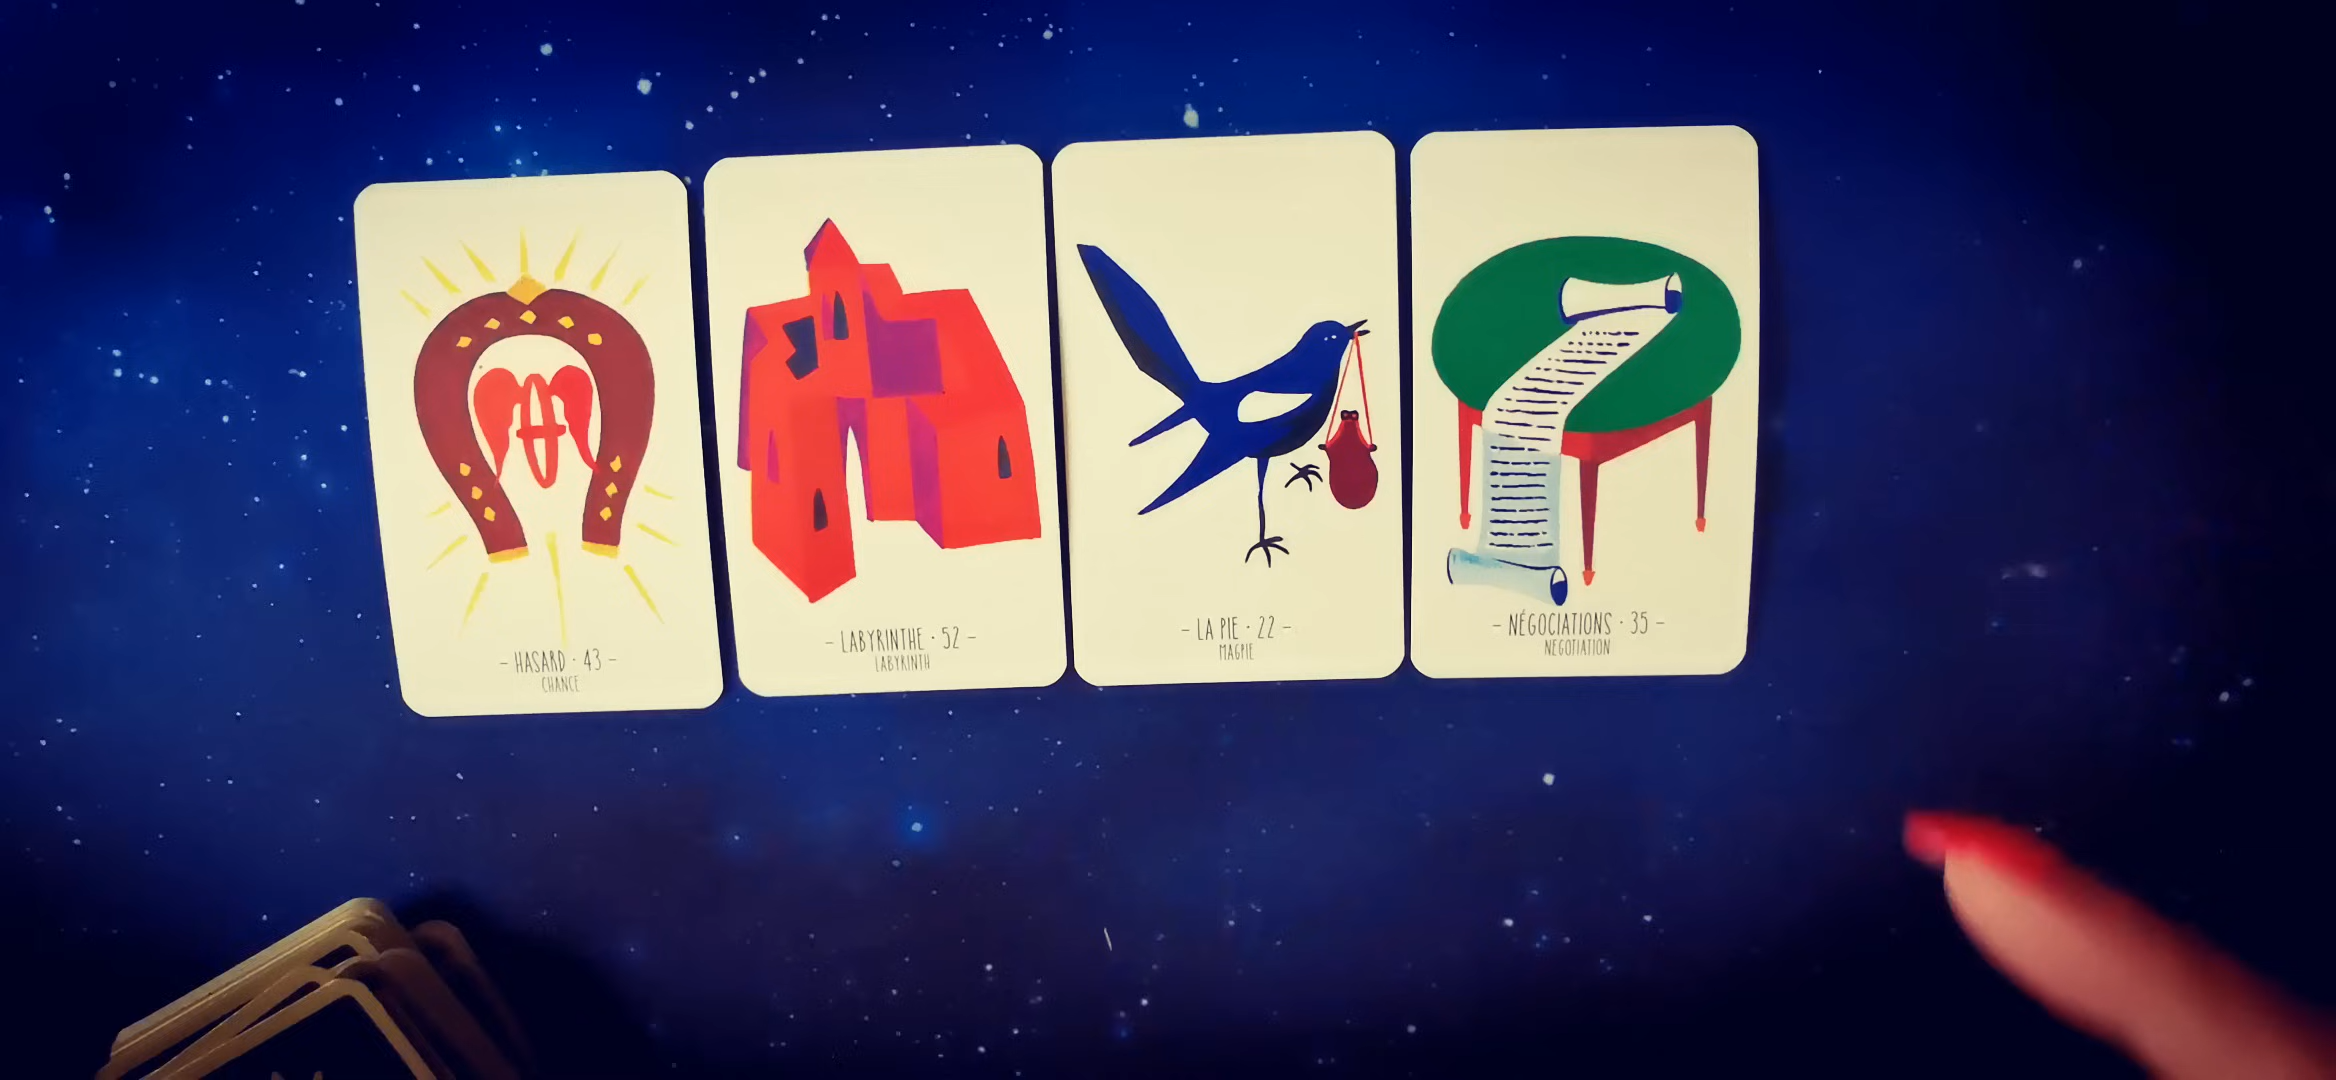 - HASARD · 43 -
CHANCE
- LABYRINTHE · 52 -
LABYRINTH
- LA PIE · 22 -
MAGPIE
- NÉGOCIATIONS · 35 -
NEGOTIATION